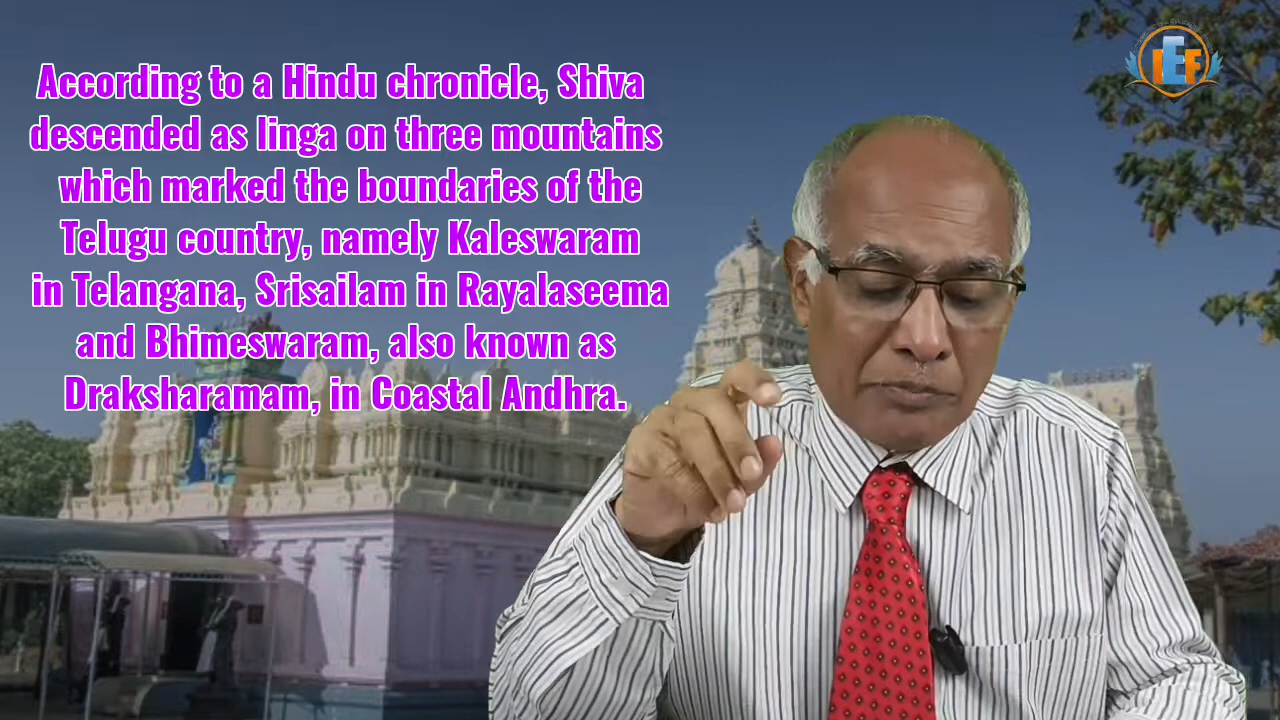 According to a Hindu chronicle, Shiva
descended as linga on three mountains
which marked the boundaries of the
Telugu country, namely Kaleswaram
in Telangana, Srisailam in Rayalaseema
and Bhimeswaram, also known as
Draksharamam, in Coastal Andhra.
IEF